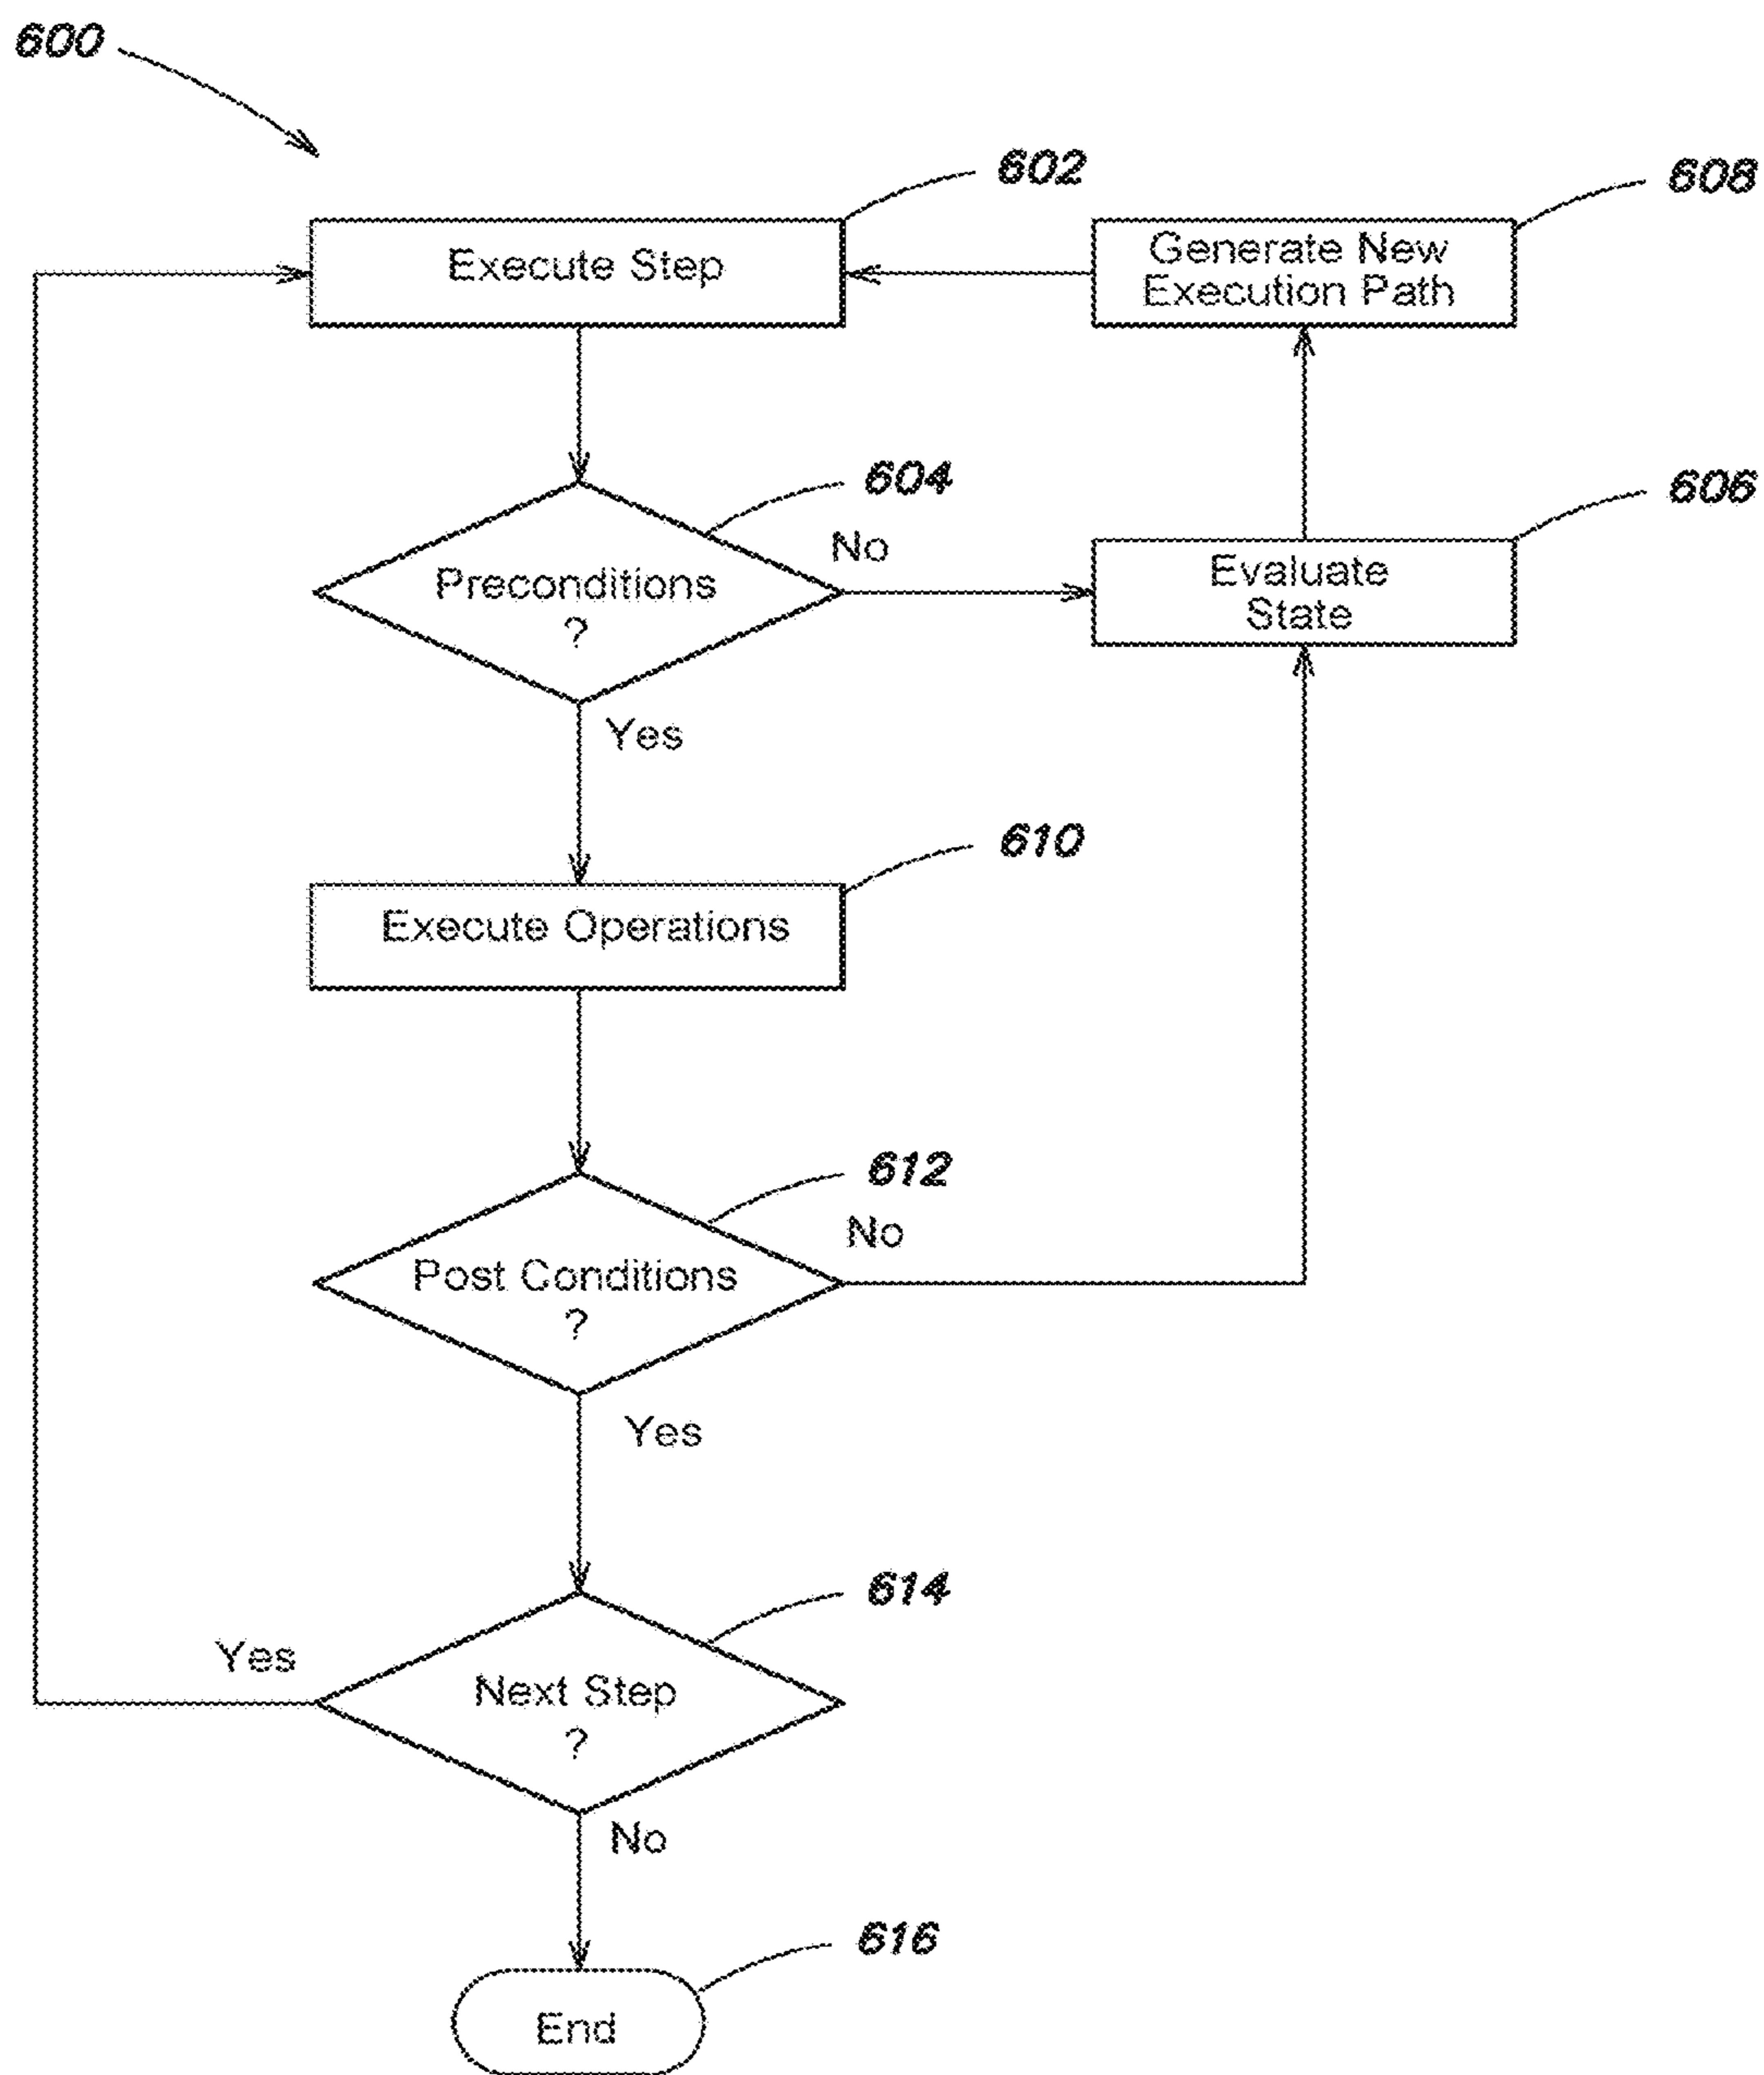 600
602
608
Execute Step
Generate New
Execution Path
604
606
No
Preconditions
?
Evaluate
State
Yes
610
Execute Operations
612
No
Post Conditions
?
Yes
614
Yes
Next Step
?
No
616
End